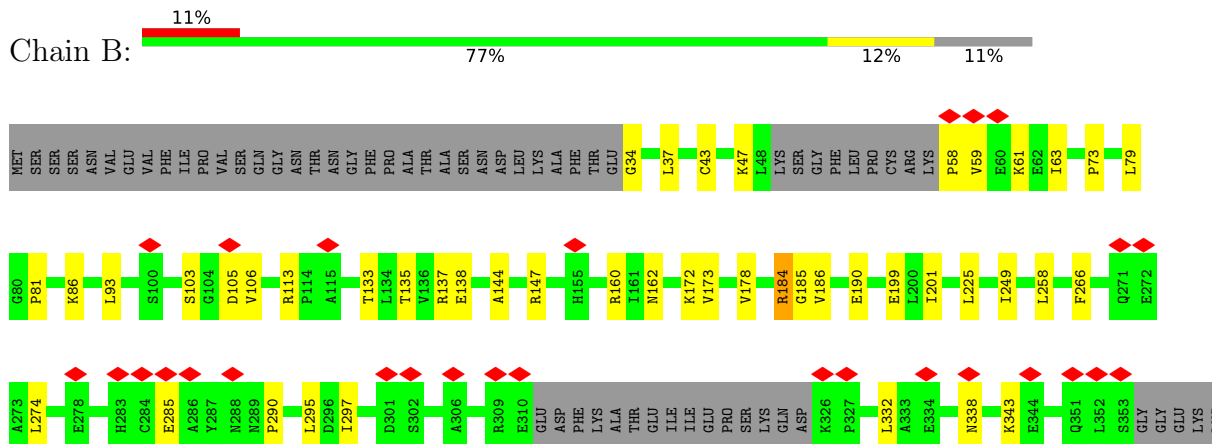 11%
Chain B:
77% 12% 11%
MET SER SER SER ASN VAL GLU VAL PHE ILE PRO VAL SER GLN GLY ASN THR ASN GLY PHE PRO ALA THR ALA SER ASN ASP LEU LYS ALA PHE THR GLU G34 L37 C43 K47 L48 LYS SER GLY PHE LEU PRO CYS ARG LYS P58 V59 E60 K61 E62 I63 P73 L79
G80 P81 K86 L93 S100 S103 G104 D105 V106 R113 P114 A115 T133 L134 T135 V136 R137 E138 A144 R147 H155 R160 I161 N162 K172 V173 V178 R184 G185 V186 E190 E199 L200 I201 L225 I249 L258 F266 Q271 E272
A273 L274 E278 H283 C284 E285 A286 Y287 N288 N289 P290 L295 D296 I297 D301 S302 A306 R309 E310 GLU ASP PHE LYS ALA THR GLU ILE ILE GLU PRO SER LYS GLN ASP K326 P327 L332 A333 E334 N338 K343 E344 Q351 L352 S353 GLY GLY GLU LYS